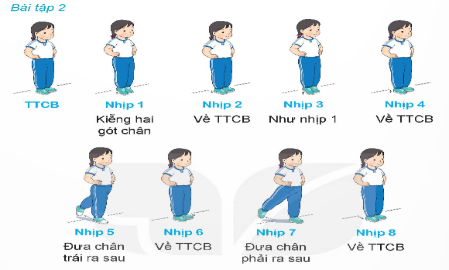 Bài tập 2
TTCB
Nhịp 1
Nhịp 2
Nhịp 3
Nhịp 4
Kiễng hai
gót chân
Về TTCB
Như nhịp 1
Về TTCB
Nhịp 5
Nhịp 6
Nhịp 7
Nhịp 8
Đưa chân
trái ra sau
Về TTCB
Đưa chân
phải ra sau
Về TTCB